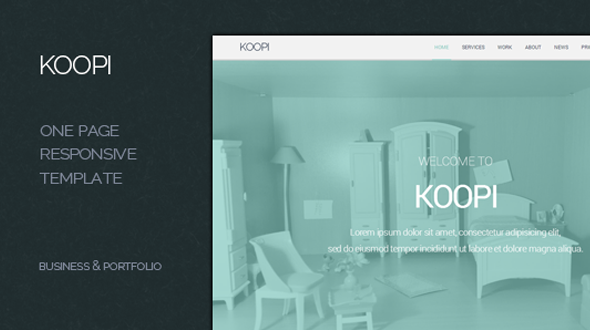 KOOPI
ONE PAGE
RESPONSIVE
TEMPLATE
BUSINESS & PORTFOLIO
KOOPI
HOME SERVICES WORK ABOUT NEWS
WELCOME TO
KOOPI
Lorem ipsum dolor sit amet, consectetur adipisicing elit,
sed do eiusmod tempor incididunt ut labore et dolore magna aliqua.